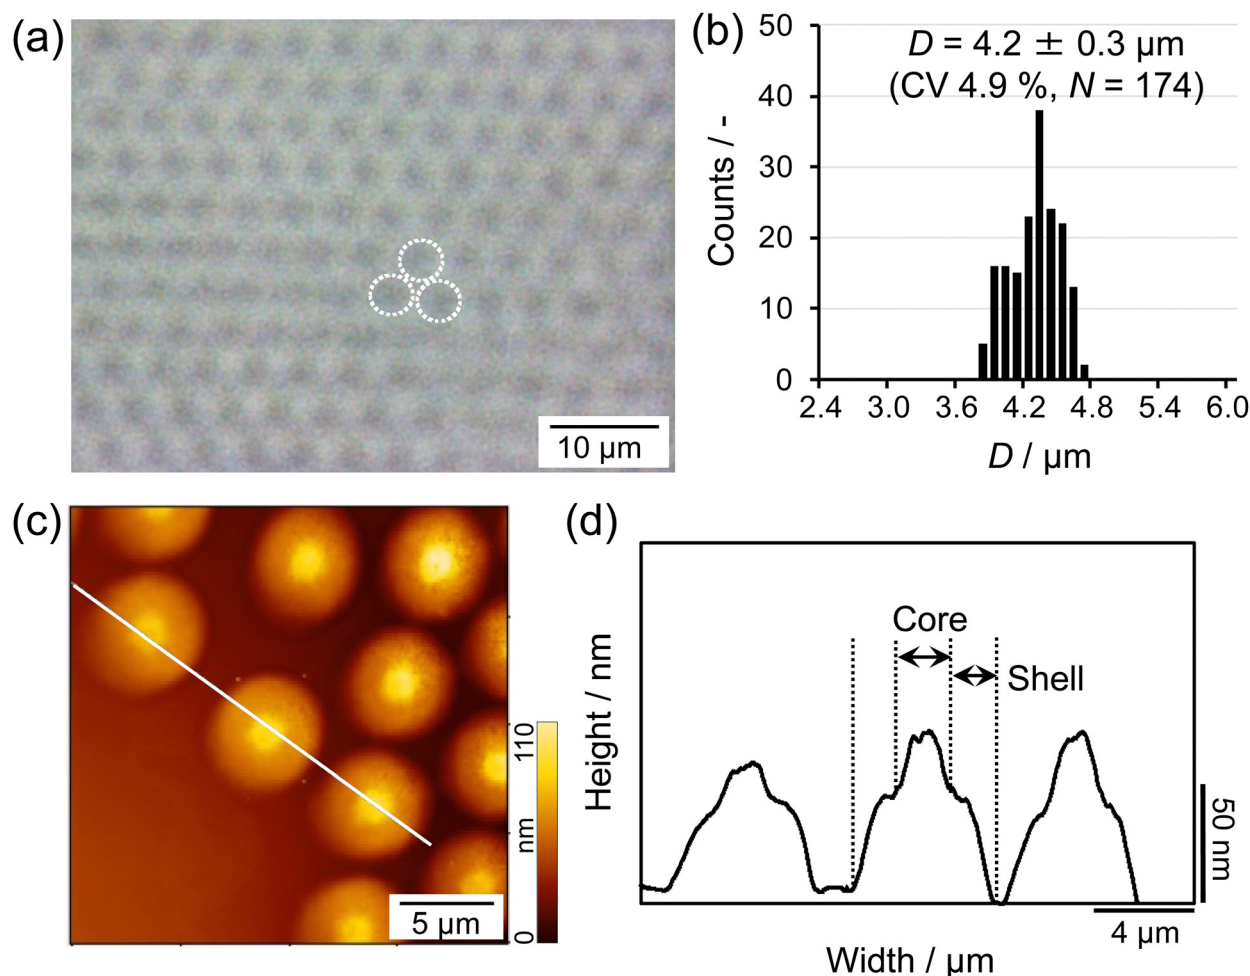 (a)
10 µm
(b)
D = 4.2 ± 0.3 µm
(CV 4.9 %, N = 174)
Counts / -
50
40
30
20
10
0
2.4 3.0 3.6 4.2 4.8 5.4 6.0
D / µm
(c)
110
nm
0
5 µm
(d)
Height / nm
Core
Shell
50 nm
4 µm
Width / µm